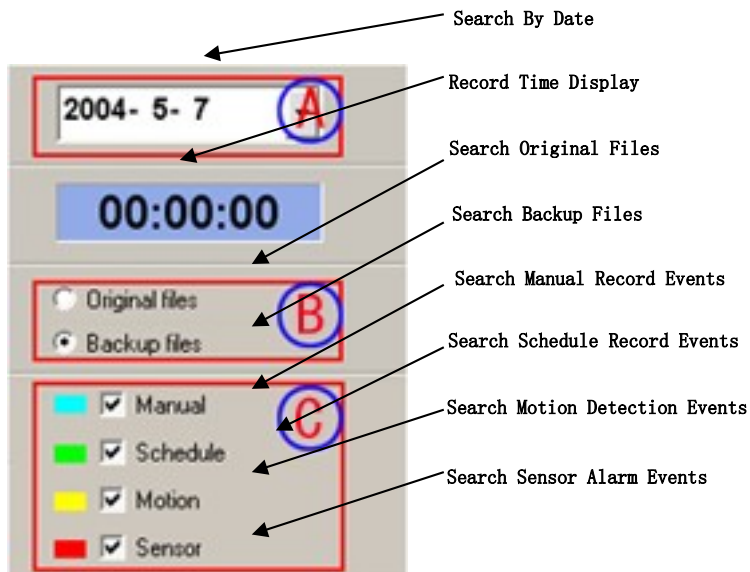 Search By Date
Record Time Display
2004- 5- 7 A
Search Original Files
00:00:00
Search Backup Files
Search Manual Record Events
Original files
B
Backup files
Search Schedule Record Events
Manual
C
Search Motion Detection Events
Schedule
Search Sensor Alarm Events
Motion
Sensor